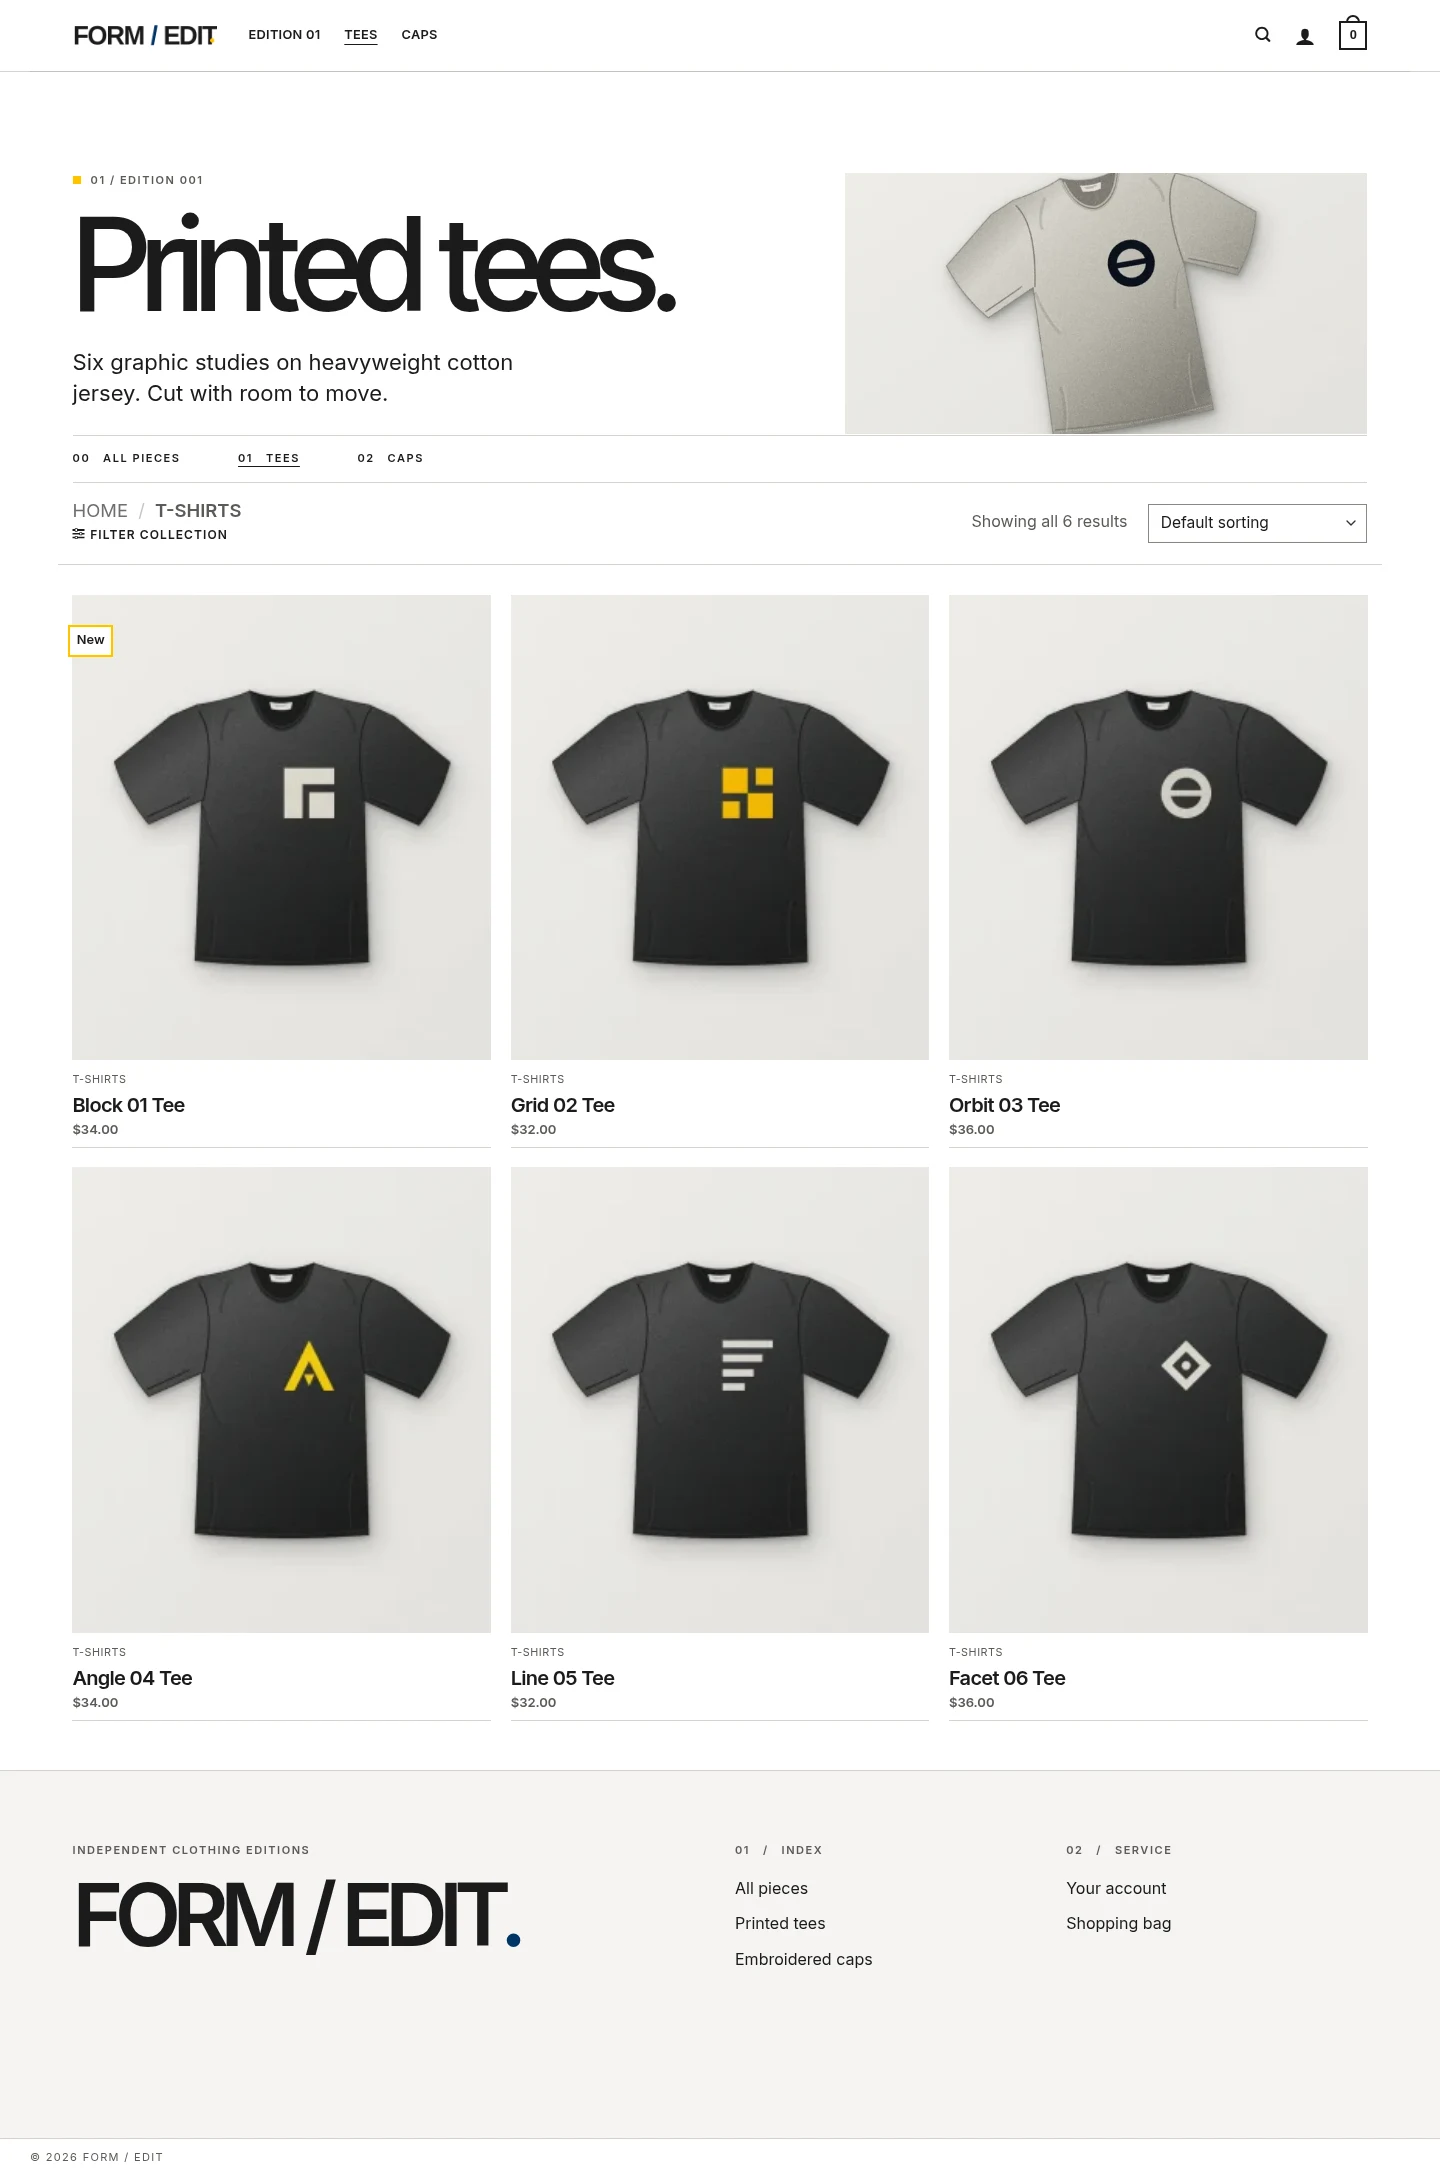 FORM / EDIT.
EDITION 01
TEES
CAPS
0
01 / EDITION 001
Printed tees.
Six graphic studies on heavyweight cotton
jersey. Cut with room to move.
00 ALL PIECES
01 TEES
02 CAPS
HOME / T-SHIRTS
FILTER COLLECTION
Showing all 6 results
Default sorting
New
T-SHIRTS
Block 01 Tee
$34.00
T-SHIRTS
Grid 02 Tee
$32.00
T-SHIRTS
Orbit 03 Tee
$36.00
T-SHIRTS
Angle 04 Tee
$34.00
T-SHIRTS
Line 05 Tee
$32.00
T-SHIRTS
Facet 06 Tee
$36.00
INDEPENDENT CLOTHING EDITIONS
FORM / EDIT.
01 / INDEX
All pieces
Printed tees
Embroidered caps
02 / SERVICE
Your account
Shopping bag
© 2026 FORM / EDIT